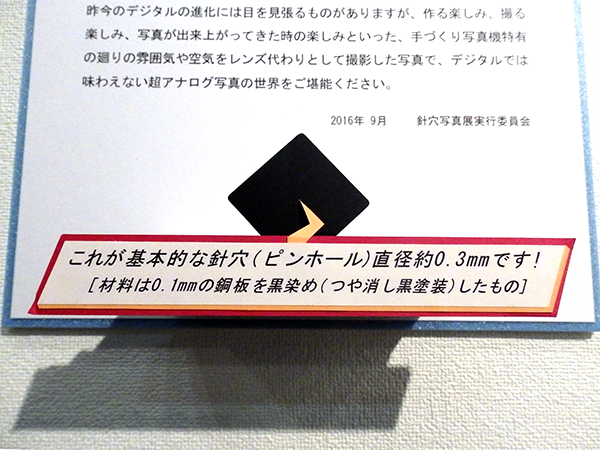 昨今のデジタルの進化には目を見張るものがありますが、作る楽しみ、撮る
楽しみ、写真が出来上がってきた時の楽しみといった、手づくり写真機特有
の廻りの雰囲気や空気をレンズ代わりとして撮影した写真で、デジタルでは
味わえない超アナログ写真の世界をご堪能ください。
2016年 9月　針穴写真展実行委員会
これが基本的な針穴(ピンホール)直径約0.3mmです!
[材料は0.1mmの銅板を黒染め(つや消し黒塗装)したもの]